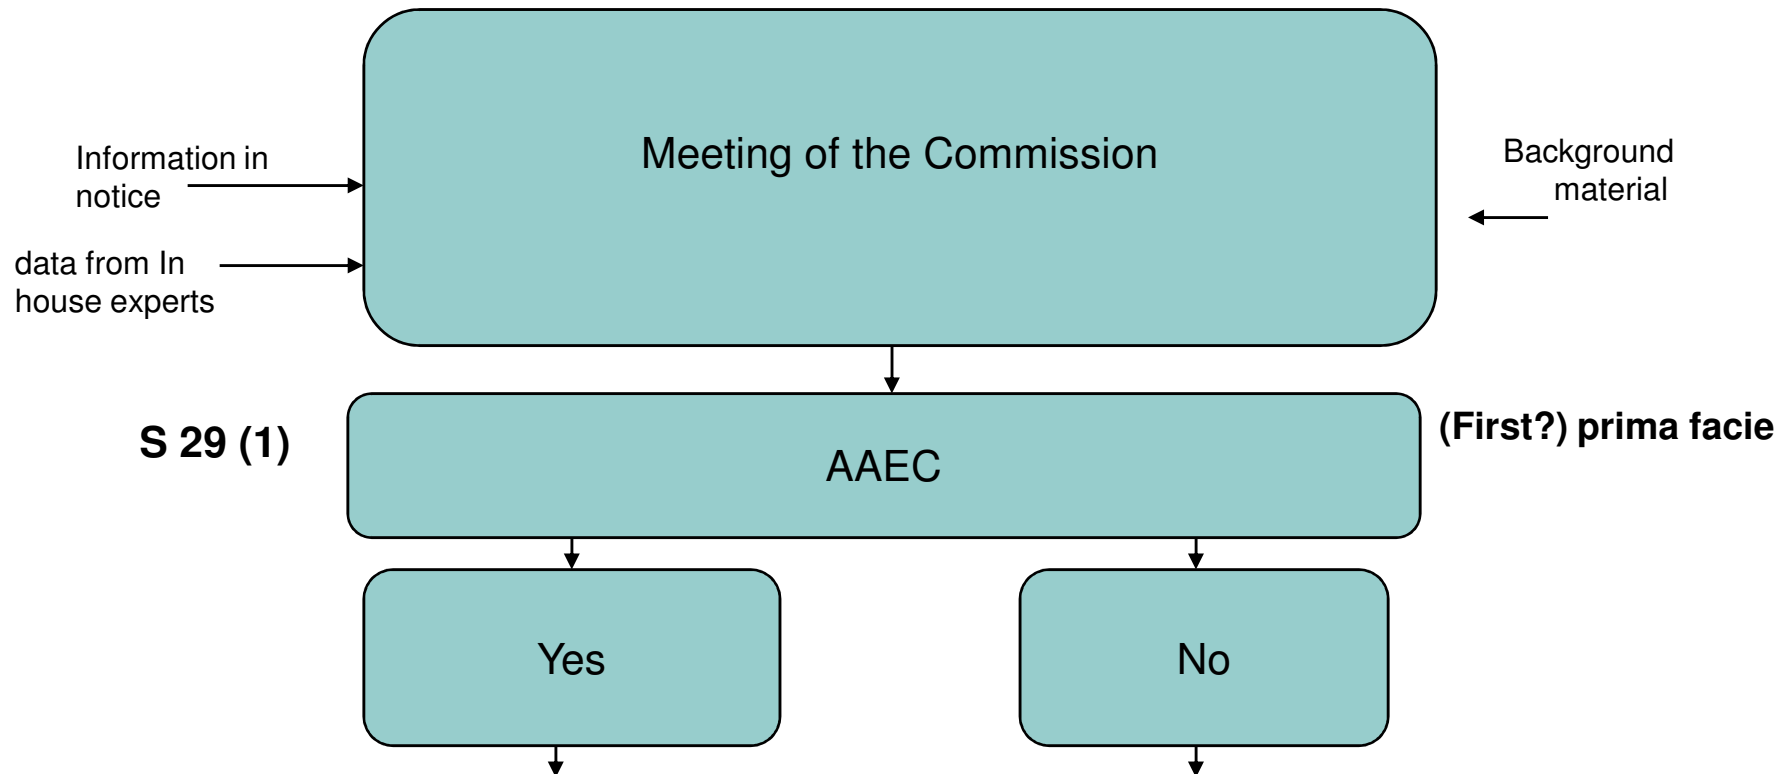 Meeting of the Commission
Information in
notice
Background
material
data from In
house experts
S 29 (1)
AAEC
(First?) prima facie
Yes
No